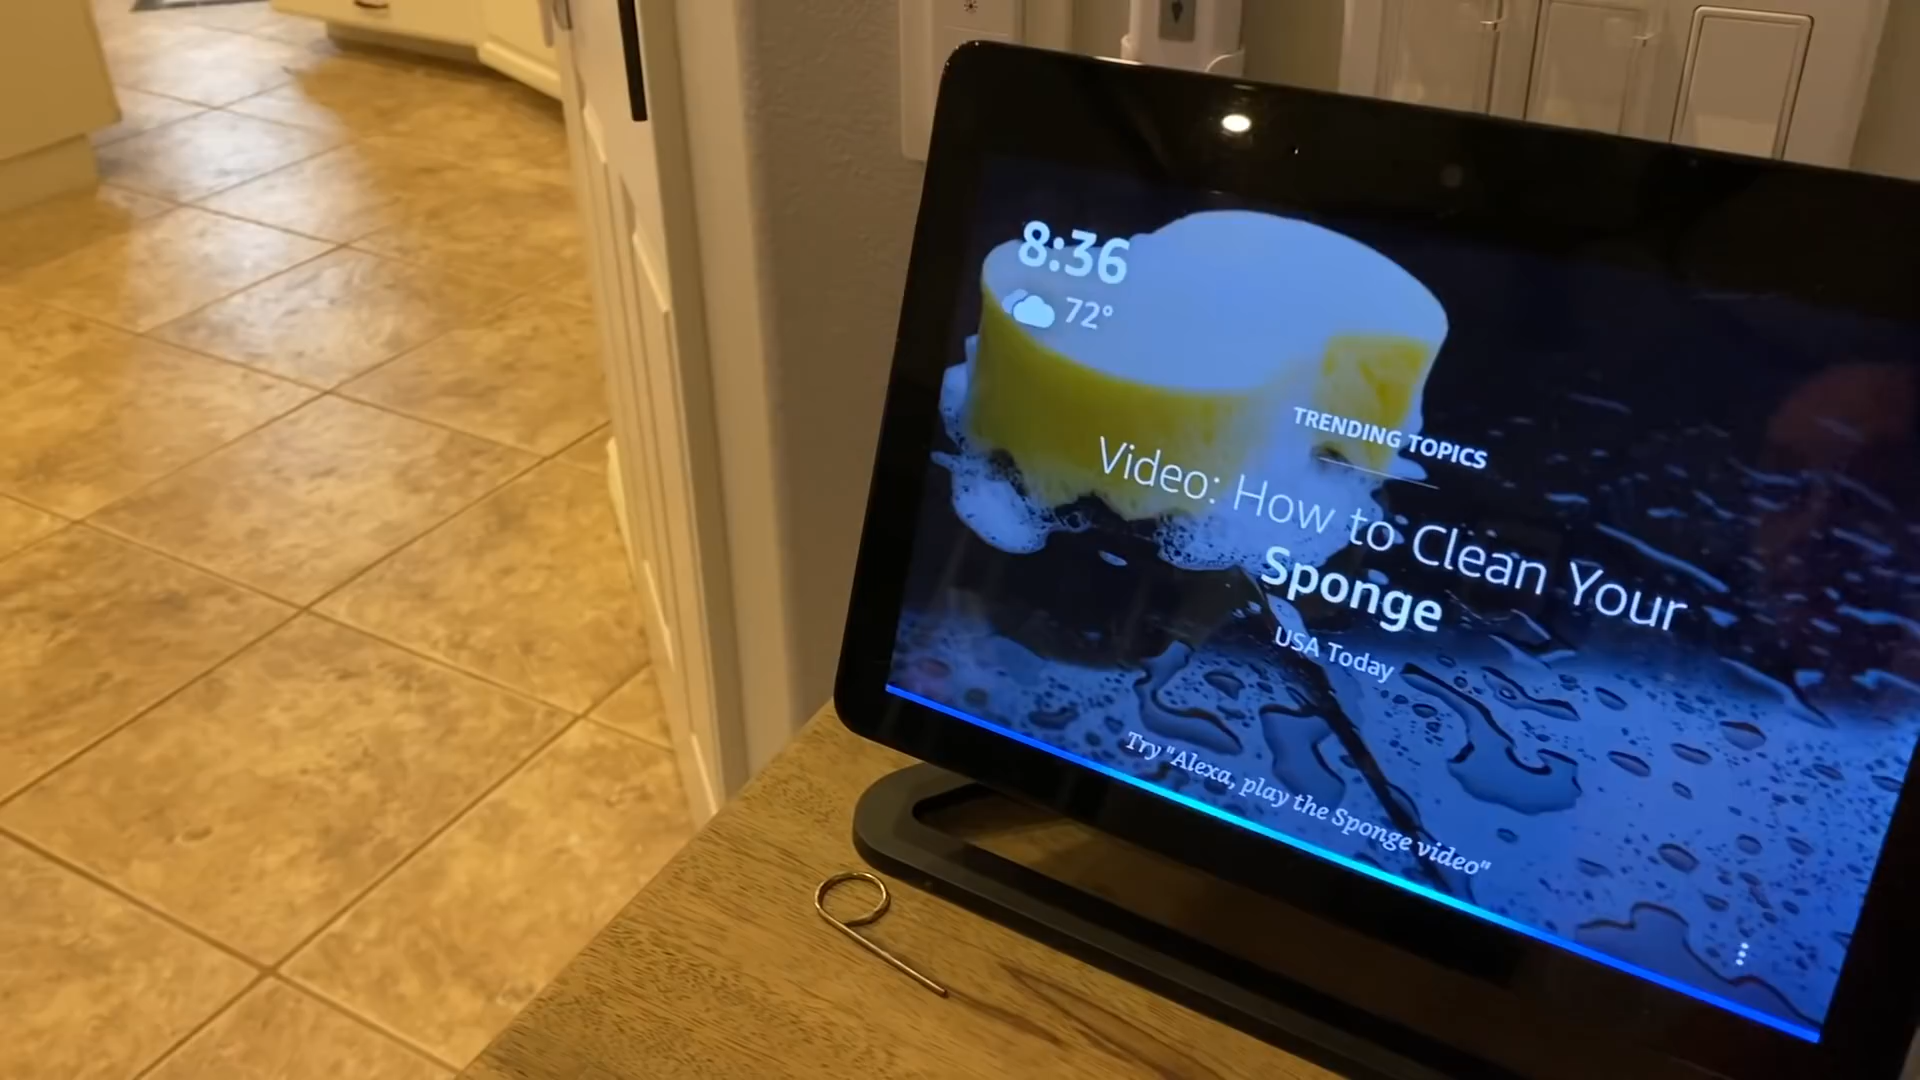 8:36
72°
TRENDING TOPICS
Video: How to Clean Your
Sponge
USA Today
Try "Alexa, play the Sponge video"